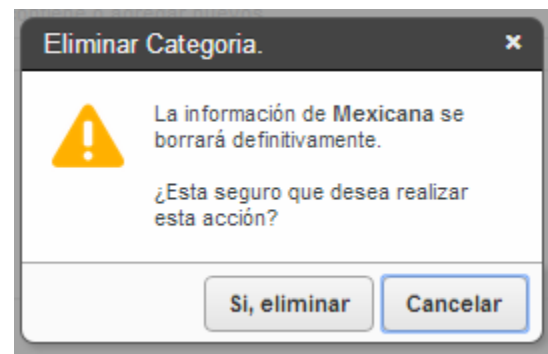 Eliminar Categoria.
La información de Mexicana se
borrará definitivamente.
¿Esta seguro que desea realizar
esta acción?
Si, eliminar
Cancelar